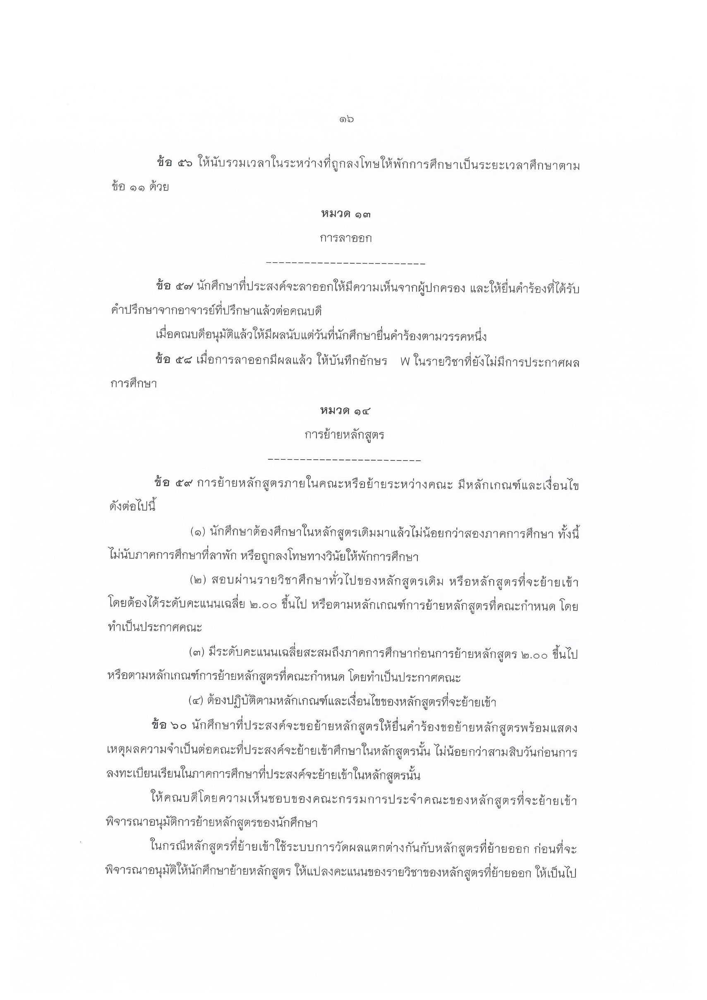 ๑๖
ข้อ ๕๖ ให้นับรวมเวลาในระหว่างที่ถูกลงโทษให้พักการศึกษาเป็นระยะเวลาศึกษาตาม
ข้อ ๑๑ ด้วย
หมวด ๑๓
การลาออก
-------------------------
ข้อ ๕๗ นักศึกษาที่ประสงค์จะลาออกให้มีความเห็นจากผู้ปกครอง และให้ยื่นคำร้องที่ได้รับ
คำปรึกษาจากอาจารย์ที่ปรึกษาแล้วต่อคณบดี
เมื่อคณบดีอนุมัติแล้วให้มีผลนับแต่วันที่นักศึกษายื่นคำร้องตามวรรคหนึ่ง
ข้อ ๕๘ เมื่อการลาออกมีผลแล้ว ให้บันทึกอักษร W ในรายวิชาที่ยังไม่มีการประกาศผล
การศึกษา
หมวด ๑๔
การย้ายหลักสูตร
------------------------
ข้อ ๕๙ การย้ายหลักสูตรภายในคณะหรือย้ายระหว่างคณะ มีหลักเกณฑ์และเงื่อนไข
ดังต่อไปนี้
(๑) นักศึกษาต้องศึกษาในหลักสูตรเดิมมาแล้วไม่น้อยกว่าสองภาคการศึกษา ทั้งนี้
ไม่นับภาคการศึกษาที่ลาพัก หรือถูกลงโทษทางวินัยให้พักการศึกษา
(๒) สอบผ่านรายวิชาศึกษาทั่วไปของหลักสูตรเดิม หรือหลักสูตรที่จะย้ายเข้า
โดยต้องได้ระดับคะแนนเฉลี่ย ๒.๐๐ ขึ้นไป หรือตามหลักเกณฑ์การย้ายหลักสูตรที่คณะกำหนด โดย
ทำเป็นประกาศคณะ
(๓) มีระดับคะแนนเฉลี่ยสะสมถึงภาคการศึกษาก่อนการย้ายหลักสูตร ๒.๐๐ ขึ้นไป
หรือตามหลักเกณฑ์การย้ายหลักสูตรที่คณะกำหนด โดยทำเป็นประกาศคณะ
(๔) ต้องปฏิบัติตามหลักเกณฑ์และเงื่อนไขของหลักสูตรที่จะย้ายเข้า
ข้อ ๖๐ นักศึกษาที่ประสงค์จะขอย้ายหลักสูตรให้ยื่นคำร้องขอย้ายหลักสูตรพร้อมแสดง
เหตุผลความจำเป็นต่อคณะที่ประสงค์จะย้ายเข้าศึกษาในหลักสูตรนั้น ไม่น้อยกว่าสามสิบวันก่อนการ
ลงทะเบียนเรียนในภาคการศึกษาที่ประสงค์จะย้ายเข้าในหลักสูตรนั้น
ให้คณบดีโดยความเห็นชอบของคณะกรรมการประจำคณะของหลักสูตรที่จะย้ายเข้า
พิจารณาอนุมัติการย้ายหลักสูตรของนักศึกษา
ในกรณีหลักสูตรที่ย้ายเข้าใช้ระบบการวัดผลแตกต่างกันกับหลักสูตรที่ย้ายออก ก่อนที่จะ
พิจารณาอนุมัติให้นักศึกษาย้ายหลักสูตร ให้แปลงคะแนนของรายวิชาของหลักสูตรที่ย้ายออก ให้เป็นไป